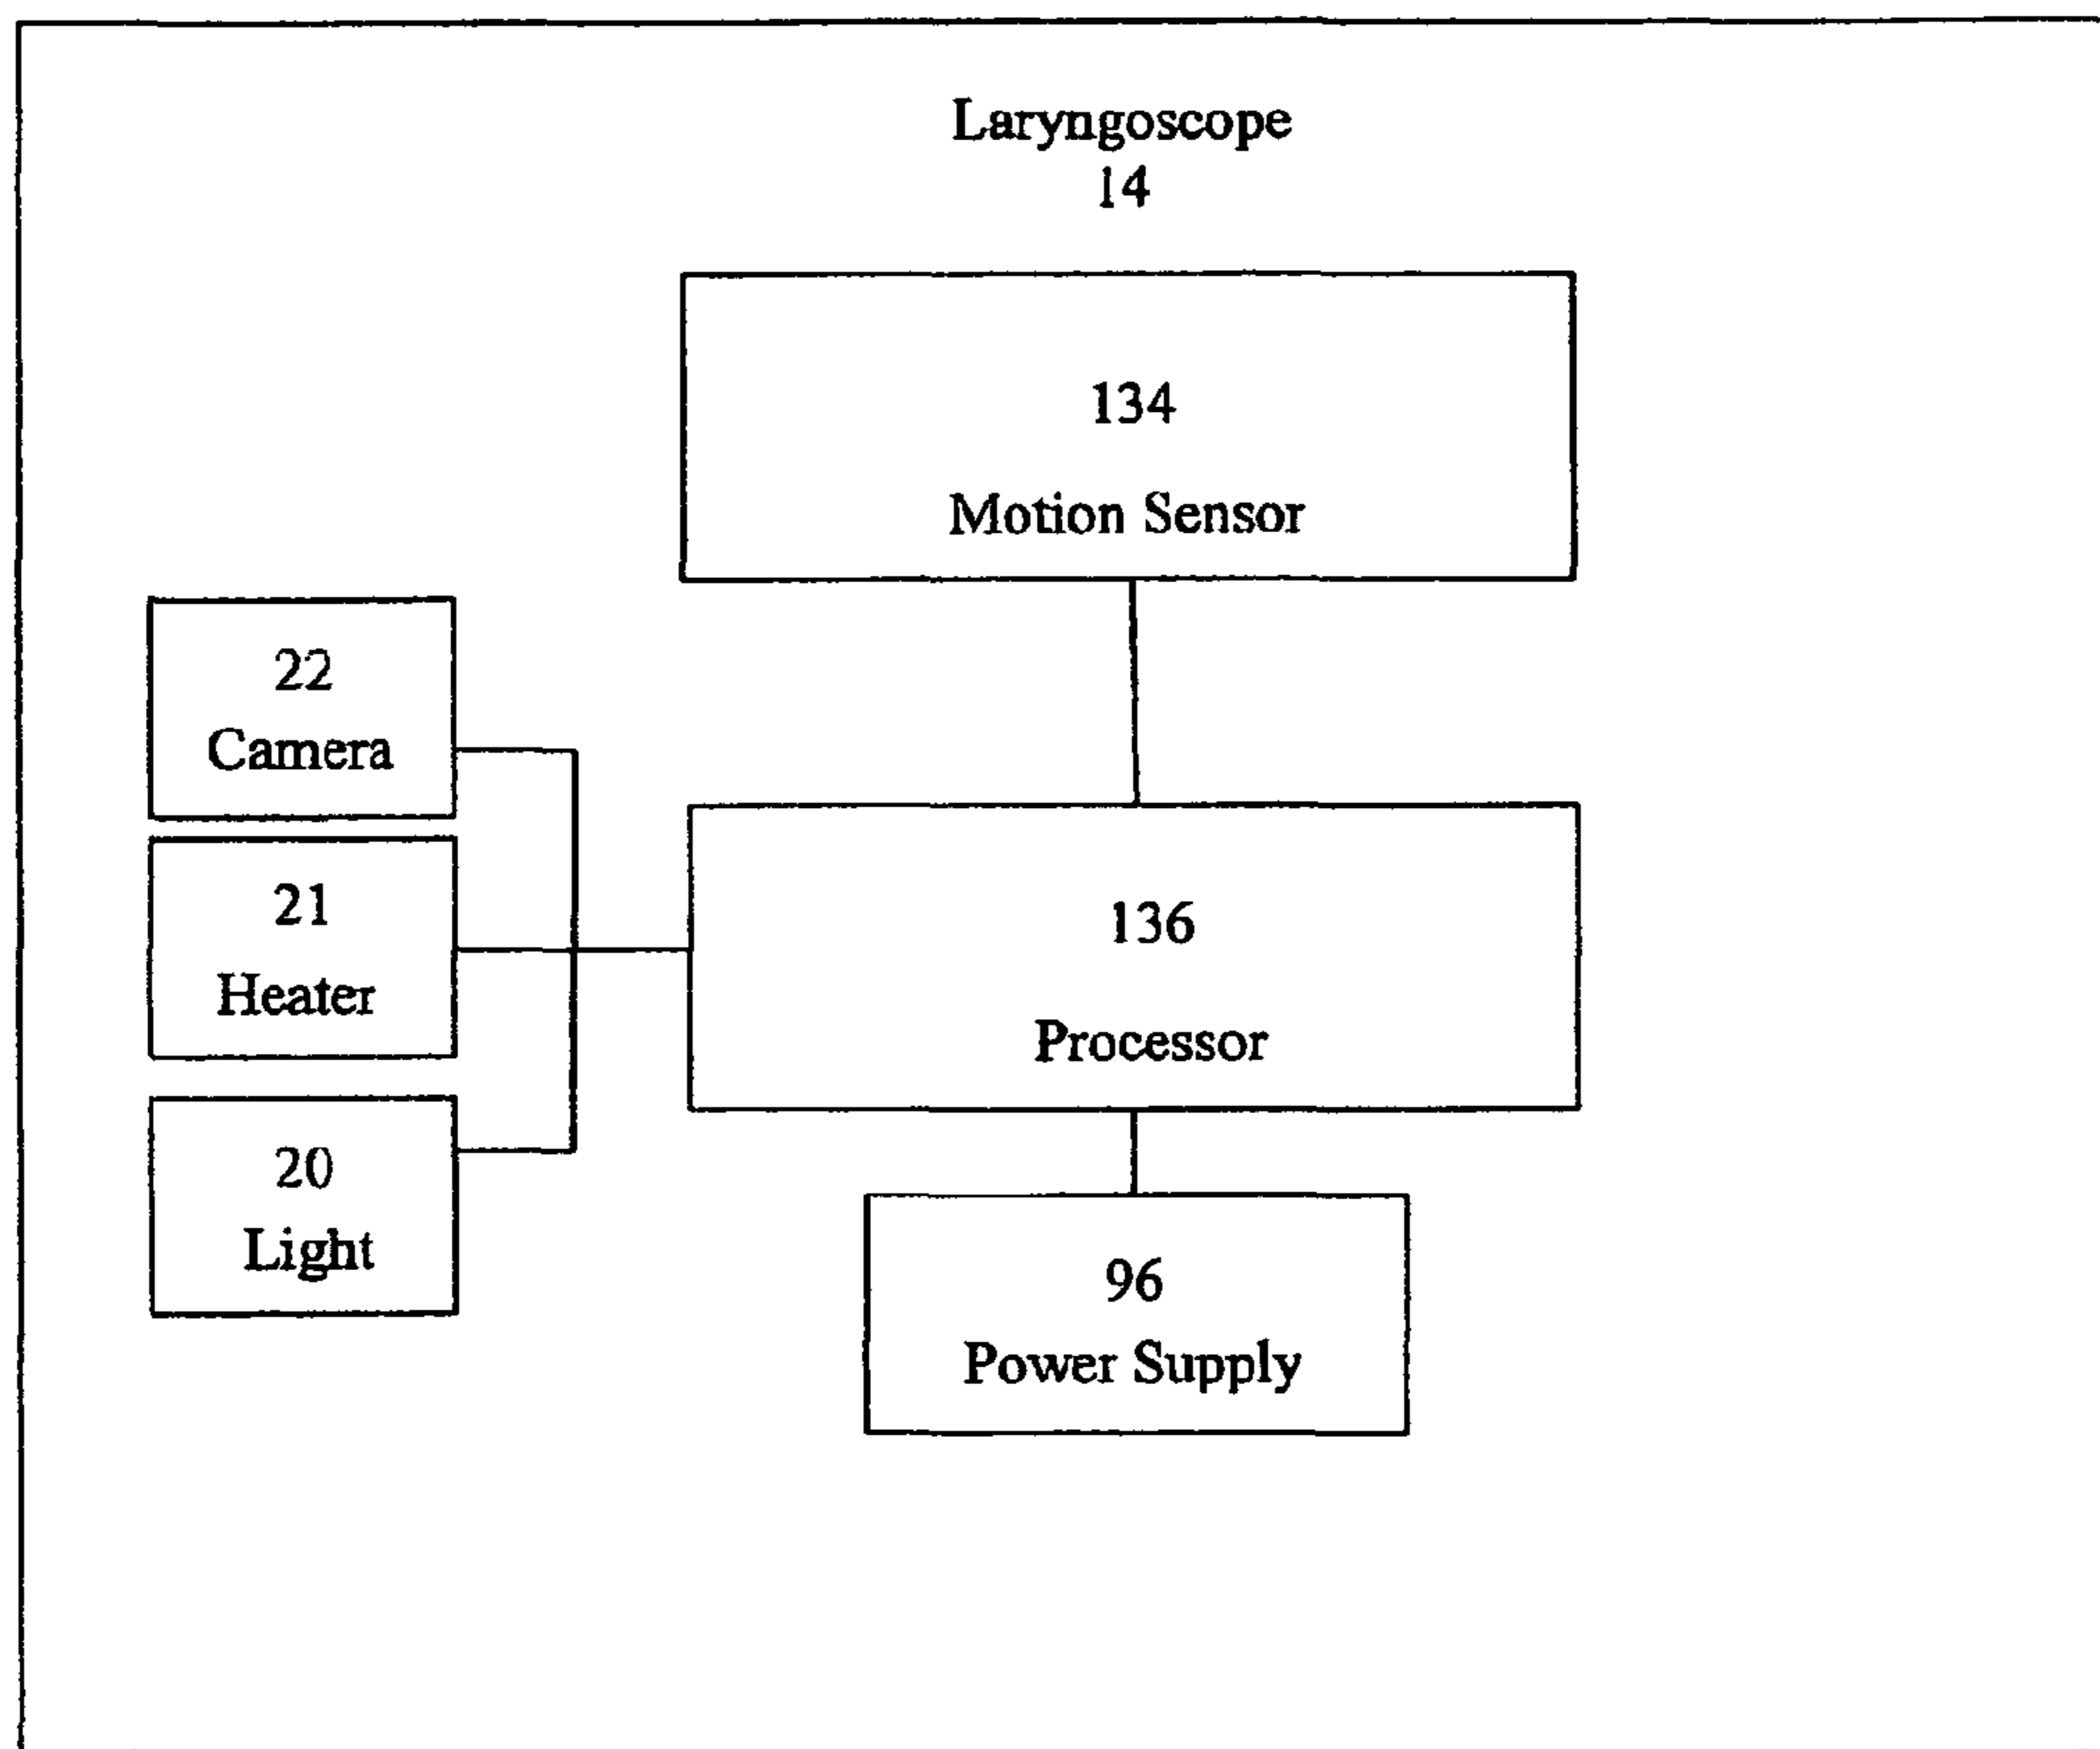 Laryngoscope
14
134
Motion Sensor
22
Camera
21
Heater
136
Processor
20
Light
96
Power Supply